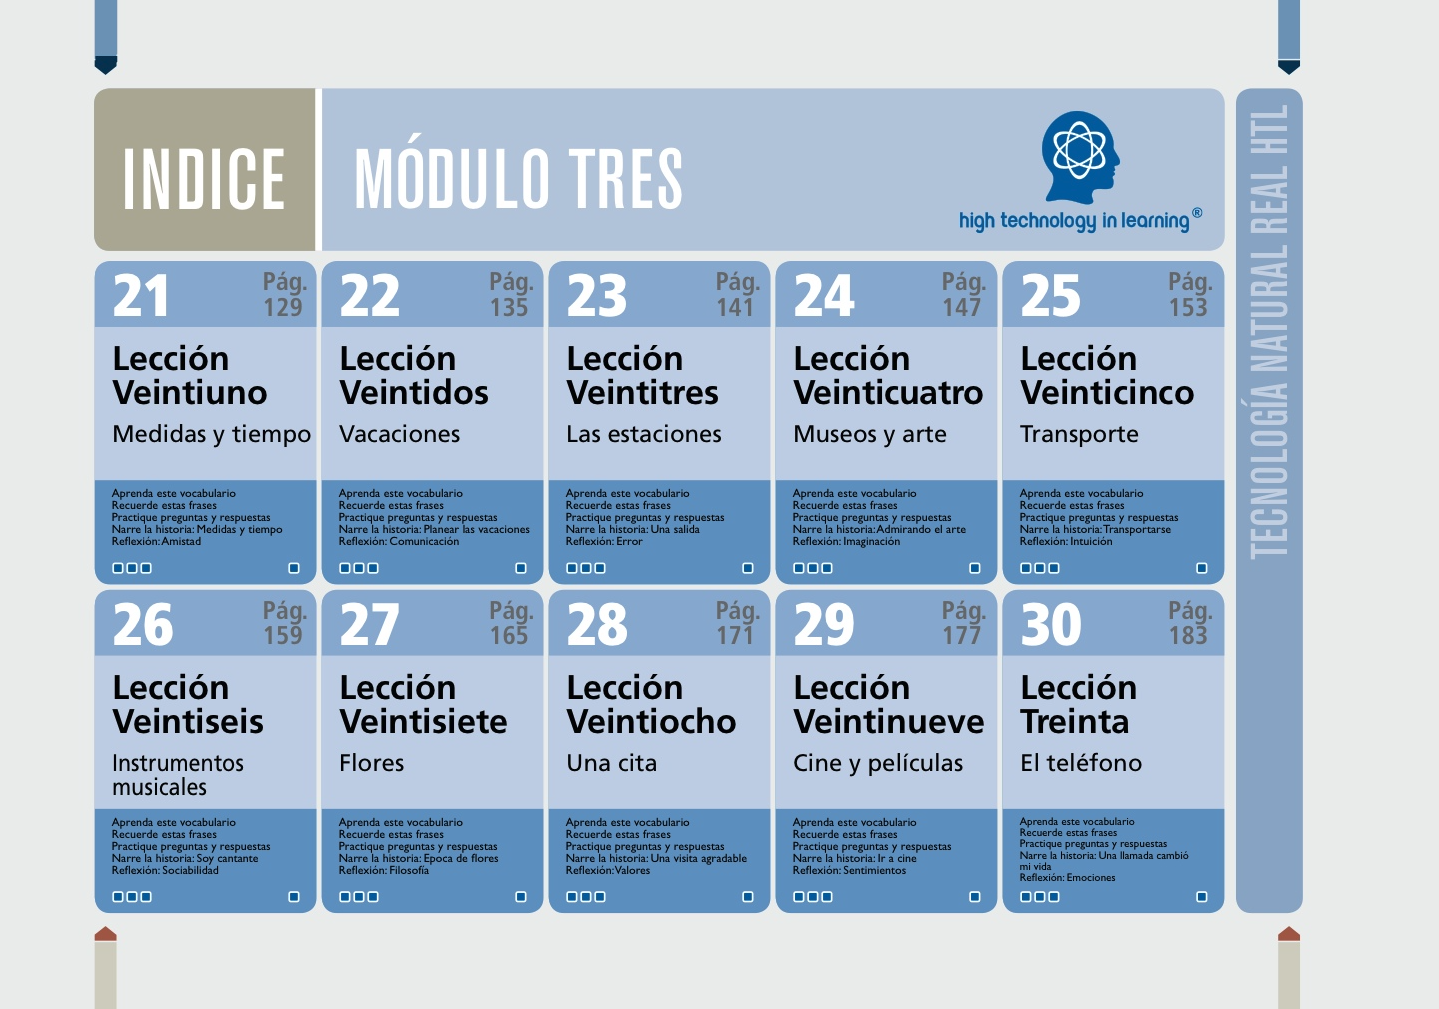 INDICE
MÓDULO TRES
high technology in learning®
TECNOLOGÍA NATURAL REAL HTL
21
Pág.
129
Lección
Veintiuno
Medidas y tiempo
Aprenda este vocabulario
Recuerde estas frases
Practique preguntas y respuestas
Narre la historia: Medidas y tiempo
Reflexión: Amistad
22
Pág.
135
Lección
Veintidos
Vacaciones
Aprenda este vocabulario
Recuerde estas frases
Practique preguntas y respuestas
Narre la historia: Planear las vacaciones
Reflexión: Comunicación
23
Pág.
141
Lección
Veintitres
Las estaciones
Aprenda este vocabulario
Recuerde estas frases
Practique preguntas y respuestas
Narre la historia: Una salida
Reflexión: Error
24
Pág.
147
Lección
Veinticuatro
Museos y arte
Aprenda este vocabulario
Recuerde estas frases
Practique preguntas y respuestas
Narre la historia: Admirando el arte
Reflexión: Imaginación
25
Pág.
153
Lección
Veinticinco
Transporte
Aprenda este vocabulario
Recuerde estas frases
Practique preguntas y respuestas
Narre la historia: Transportarse
Reflexión: Intuición
26
Pág.
159
Lección
Veintiseis
Instrumentos
musicales
Aprenda este vocabulario
Recuerde estas frases
Practique preguntas y respuestas
Narre la historia: Soy cantante
Reflexión: Sociabilidad
27
Pág.
165
Lección
Veintisiete
Flores
Aprenda este vocabulario
Recuerde estas frases
Practique preguntas y respuestas
Narre la historia: Epoca de flores
Reflexión: Filosofía
28
Pág.
171
Lección
Veintiocho
Una cita
Aprenda este vocabulario
Recuerde estas frases
Practique preguntas y respuestas
Narre la historia: Una visita agradable
Reflexión: Valores
29
Pág.
177
Lección
Veintinueve
Cine y películas
Aprenda este vocabulario
Recuerde estas frases
Practique preguntas y respuestas
Narre la historia: Ir a cine
Reflexión: Sentimientos
30
Pág.
183
Lección
Treinta
El teléfono
Aprenda este vocabulario
Recuerde estas frases
Practique preguntas y respuestas
Narre la historia: Una llamada cambió
mi vida
Reflexión: Emociones